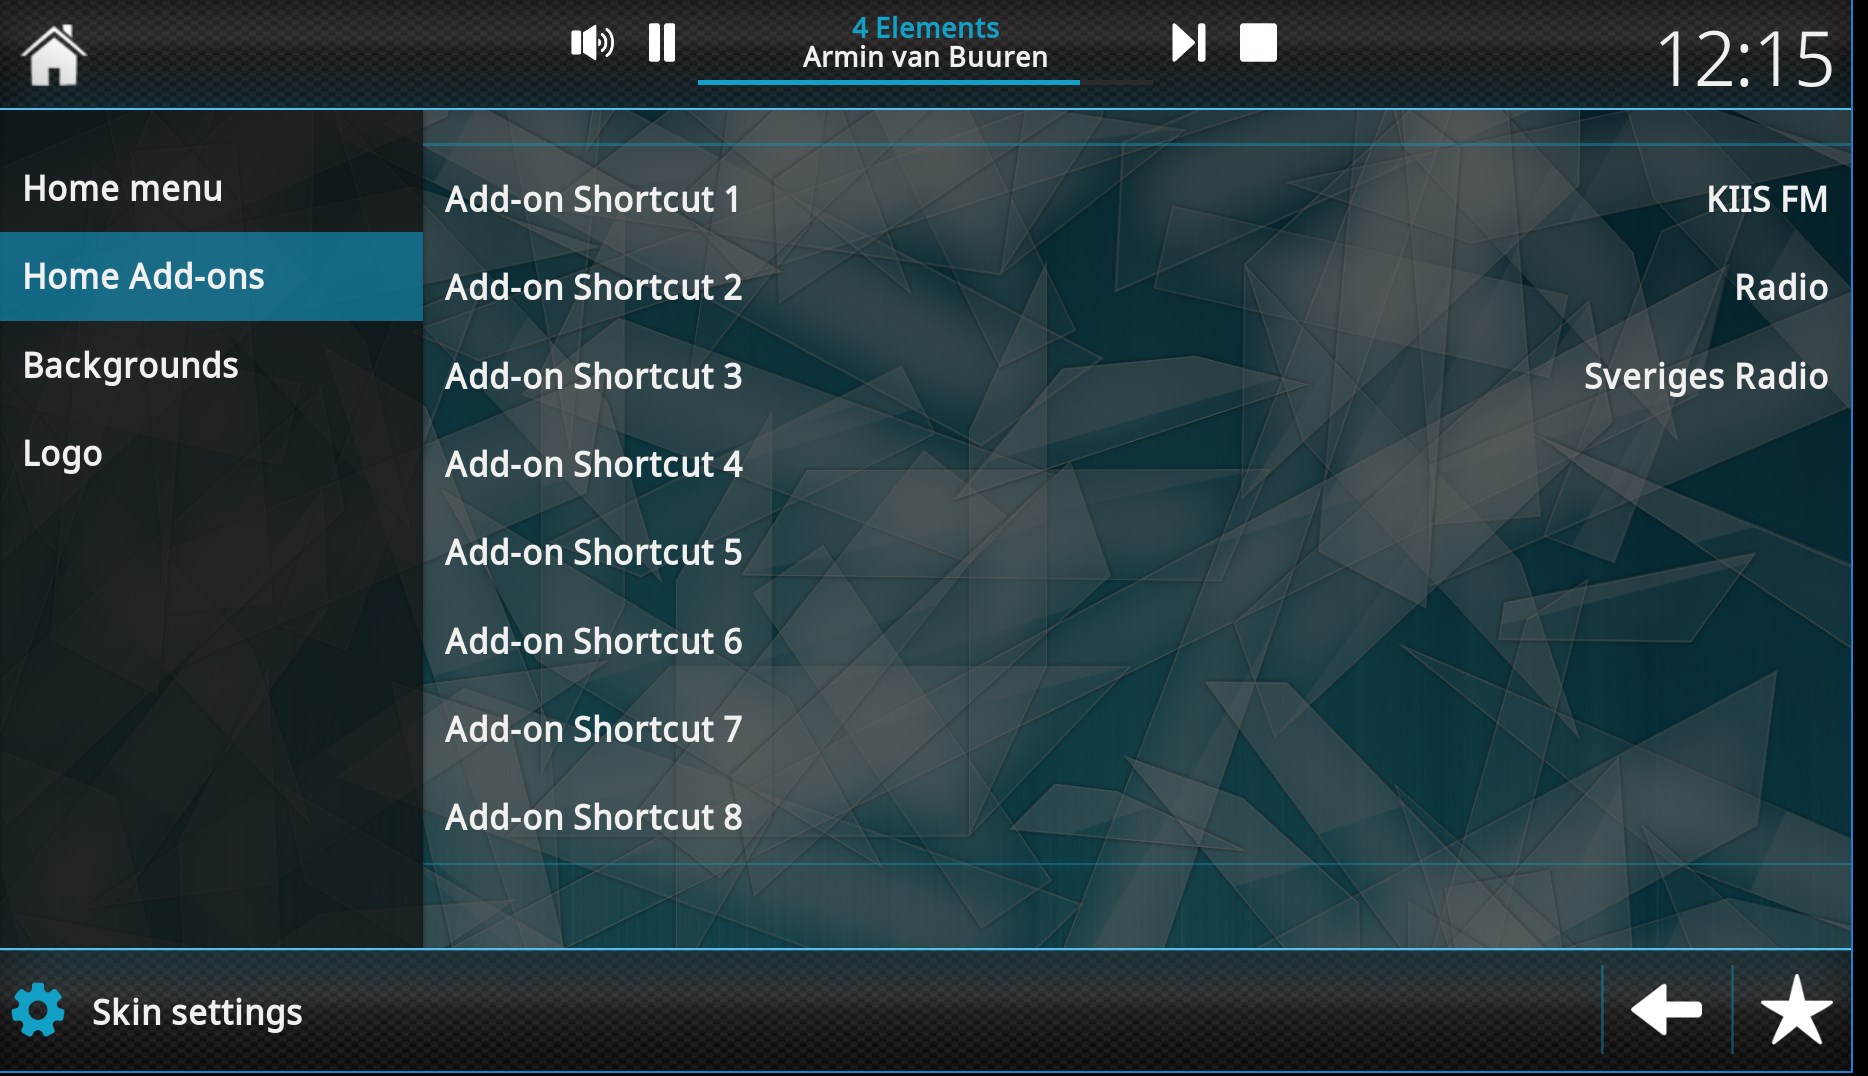 4 Elements
Armin van Buuren
12:15
Home menu
Home Add-ons
Backgrounds
Logo
Add-on Shortcut 1 KIIS FM
Add-on Shortcut 2 Radio
Add-on Shortcut 3 Sveriges Radio
Add-on Shortcut 4
Add-on Shortcut 5
Add-on Shortcut 6
Add-on Shortcut 7
Add-on Shortcut 8
Skin settings